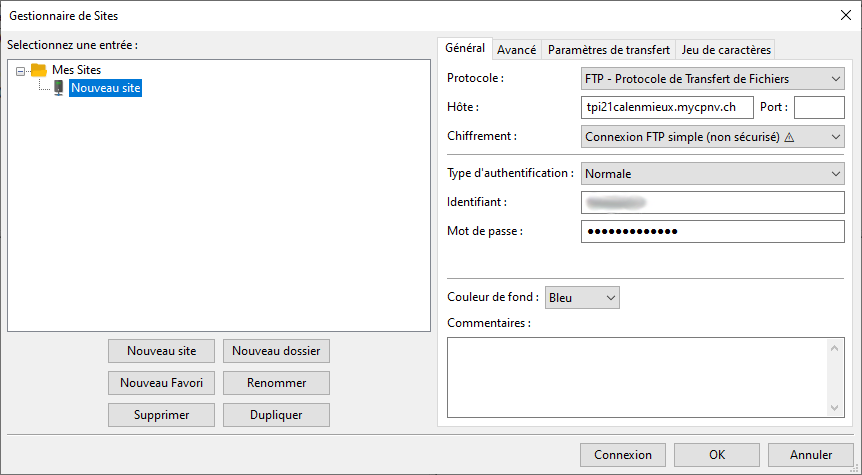 Gestionnaire de Sites
Selectionnez une entrée :
Mes Sites
Nouveau site
Nouveau site
Nouveau dossier
Nouveau Favori
Renommer
Supprimer
Dupliquer
Général
Avancé
Paramètres de transfert
Jeu de caractères
Protocole :
FTP - Protocole de Transfert de Fichiers
Hôte :
tpi21calenmieux.mycpnv.ch
Port :
Chiffrement :
Connexion FTP simple (non sécurisé) ⚠
Type d'authentification :
Normale
Identifiant :
Mot de passe :
●●●●●●●●●●●●●
Couleur de fond :
Bleu
Commentaires :
Connexion
OK
Annuler